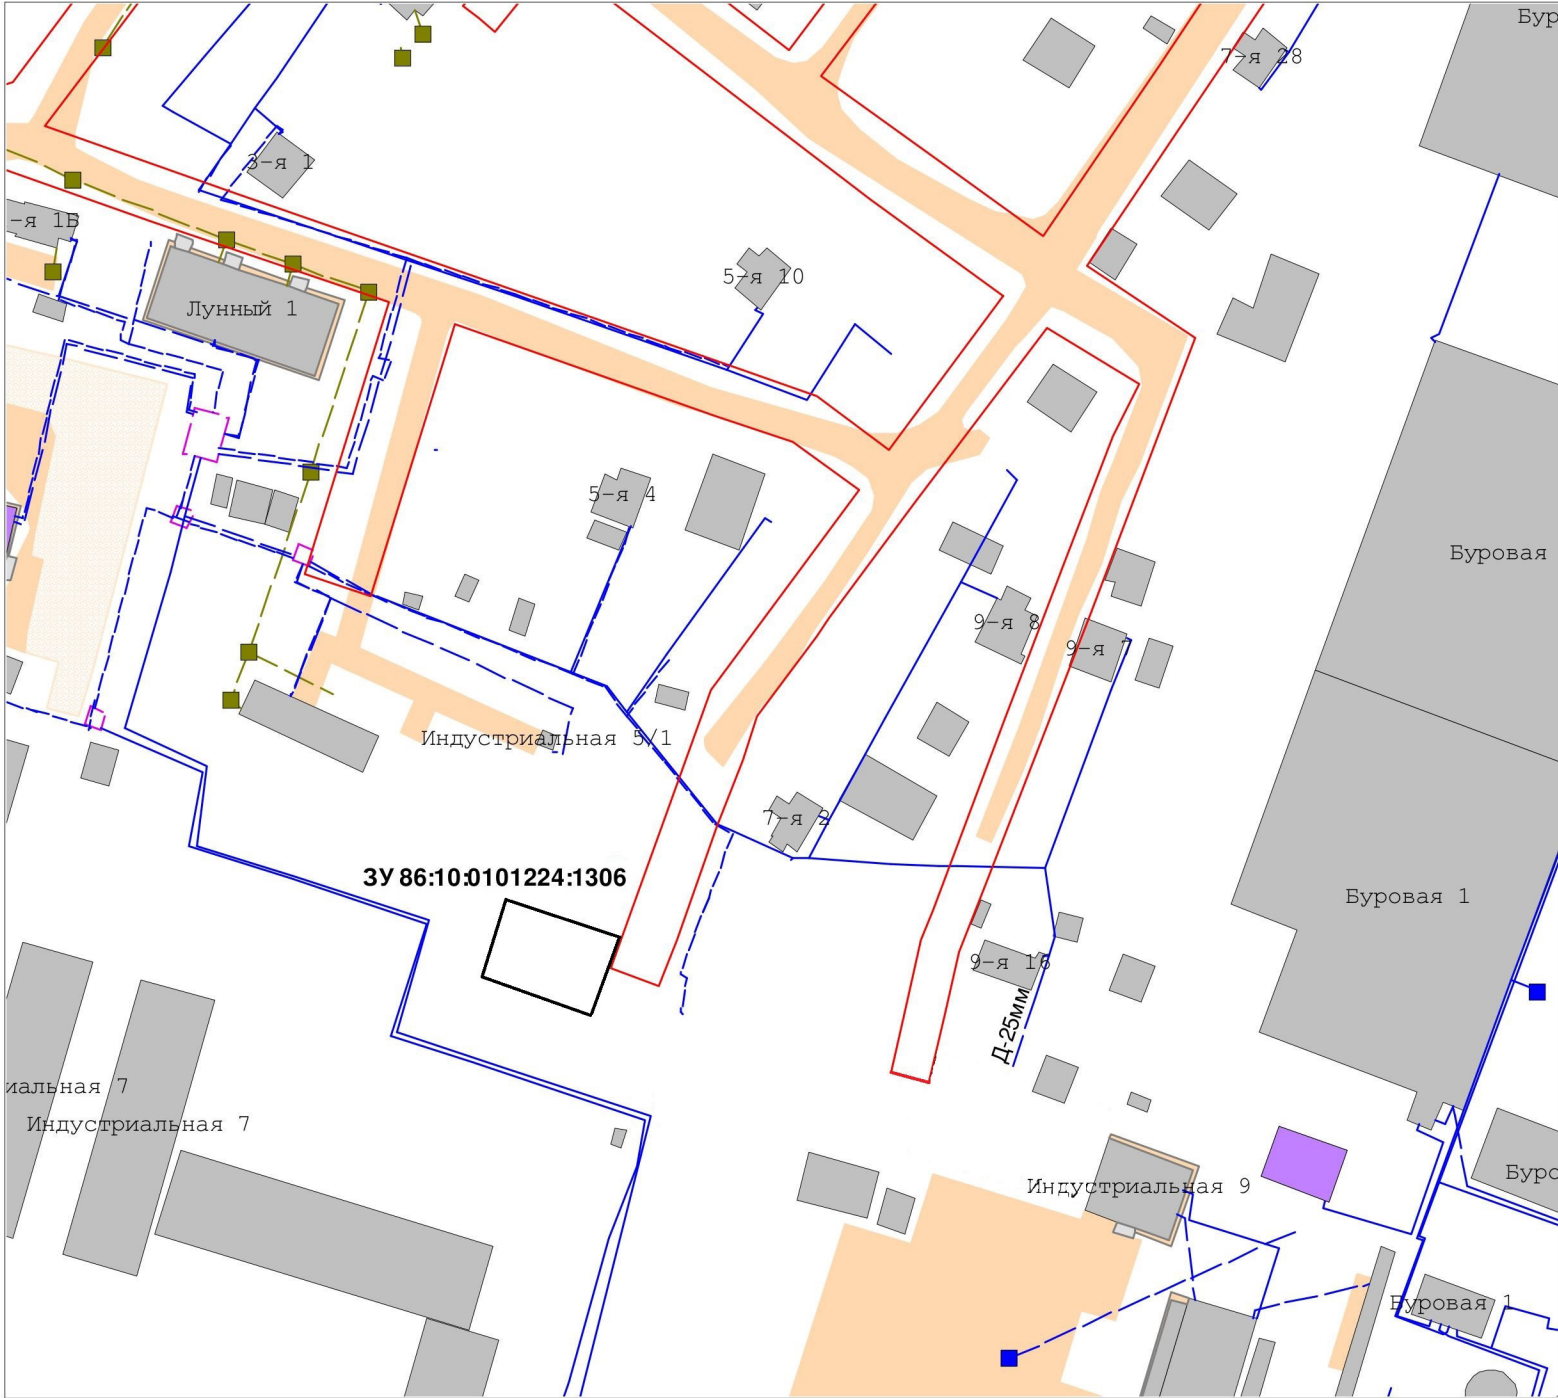 Бур
7-я 28
3-я 1
-я 1Б
5-я 10
Лунный 1
5-я 4
Буровая
9-я 8
9-я 7
Индустриальная 5/1
7-я 2
ЗУ 86:10:0101224:1306
Буровая 1
9-я 16
Д-25мм
иальная 7
Индустриальная 7
Буро
Индустриальная 9
Буровая 1